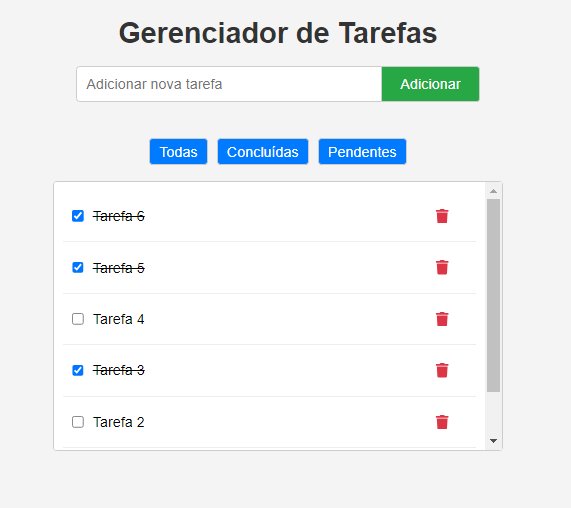 Gerenciador de Tarefas
Adicionar nova tarefa
Adicionar
Todas
Concluídas
Pendentes
Tarefa 6
Tarefa 5
Tarefa 4
Tarefa 3
Tarefa 2